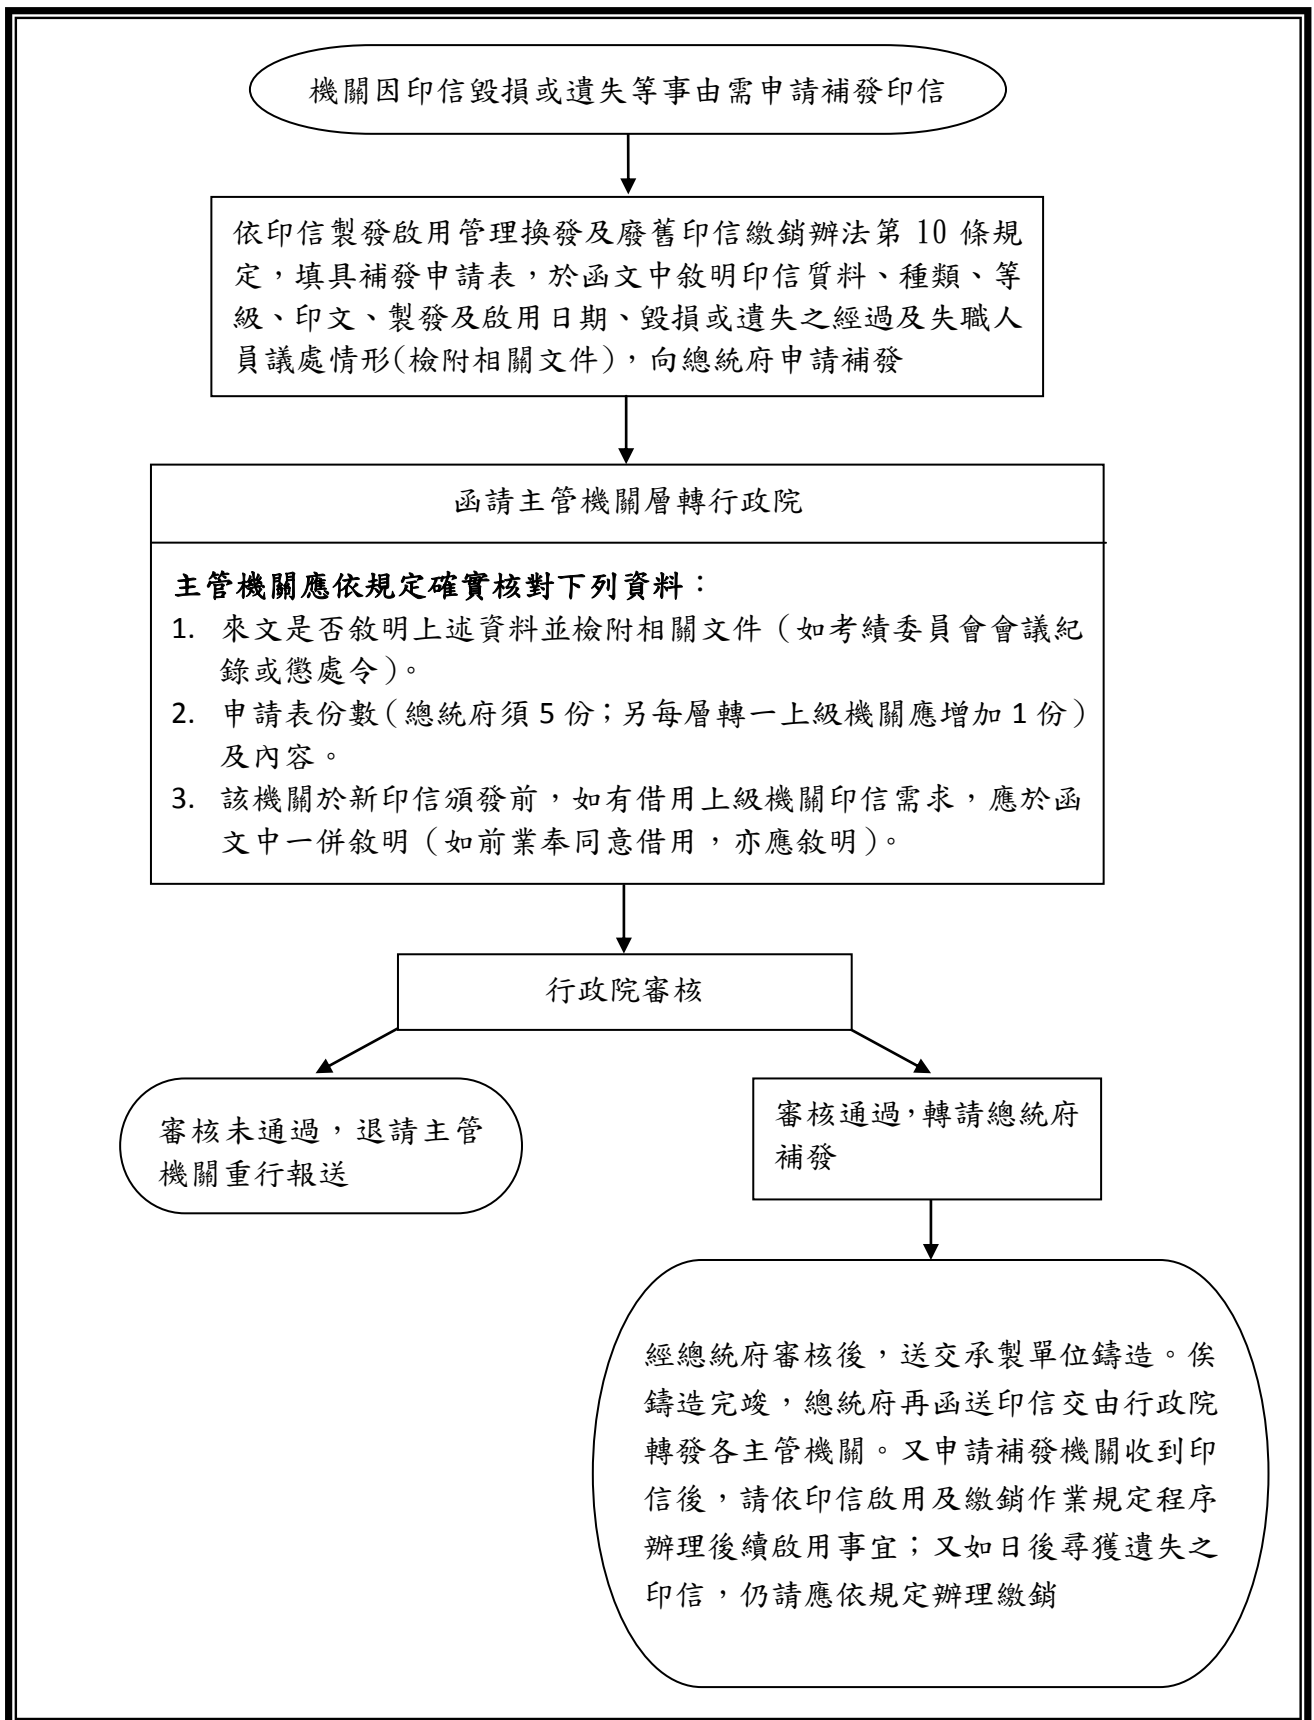 機關因印信毀損或遺失等事由需申請補發印信
依印信製發啟用管理換發及廢舊印信繳銷辦法第 10 條規
定，填具補發申請表，於函文中敘明印信質料、種類、等
級、印文、製發及啟用日期、毀損或遺失之經過及失職人
員議處情形(檢附相關文件)，向總統府申請補發
函請主管機關層轉行政院
主管機關應依規定確實核對下列資料：
1. 來文是否敘明上述資料並檢附相關文件（如考績委員會會議紀
錄或懲處令）。
2. 申請表份數（總統府須 5 份；另每層轉一上級機關應增加 1 份）
及內容。
3. 該機關於新印信頒發前，如有借用上級機關印信需求，應於函
文中一併敘明（如前業奉同意借用，亦應敘明）。
行政院審核
審核未通過，退請主管
機關重行報送
審核通過，轉請總統府
補發
經總統府審核後，送交承製單位鑄造。俟
鑄造完竣，總統府再函送印信交由行政院
轉發各主管機關。又申請補發機關收到印
信後，請依印信啟用及繳銷作業規定程序
辦理後續啟用事宜；又如日後尋獲遺失之
印信，仍請應依規定辦理繳銷